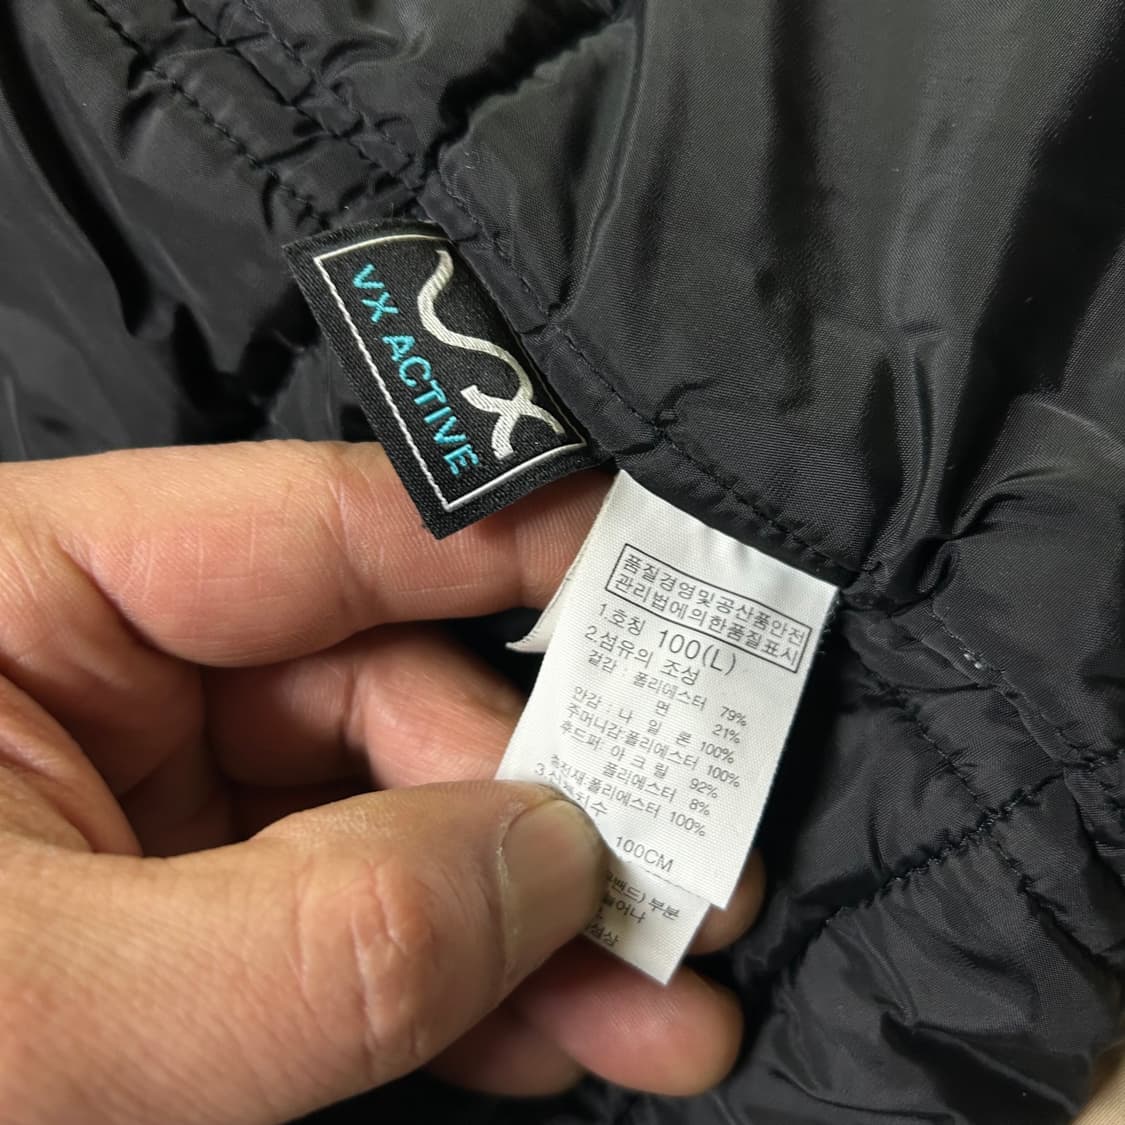 VX
VX ACTIVE
품질경영및공산품안전
관리법에의한품질표시
1.호칭 100(L)
2.섬유의 조성
겉감 : 폴리에스터 79%
면 21%
안감 : 나 일 론 100%
주머니감:폴리에스터 100%
후드퍼: 아 크 릴 92%
폴리에스터 8%
충전재:폴리에스터 100%
100CM
부분